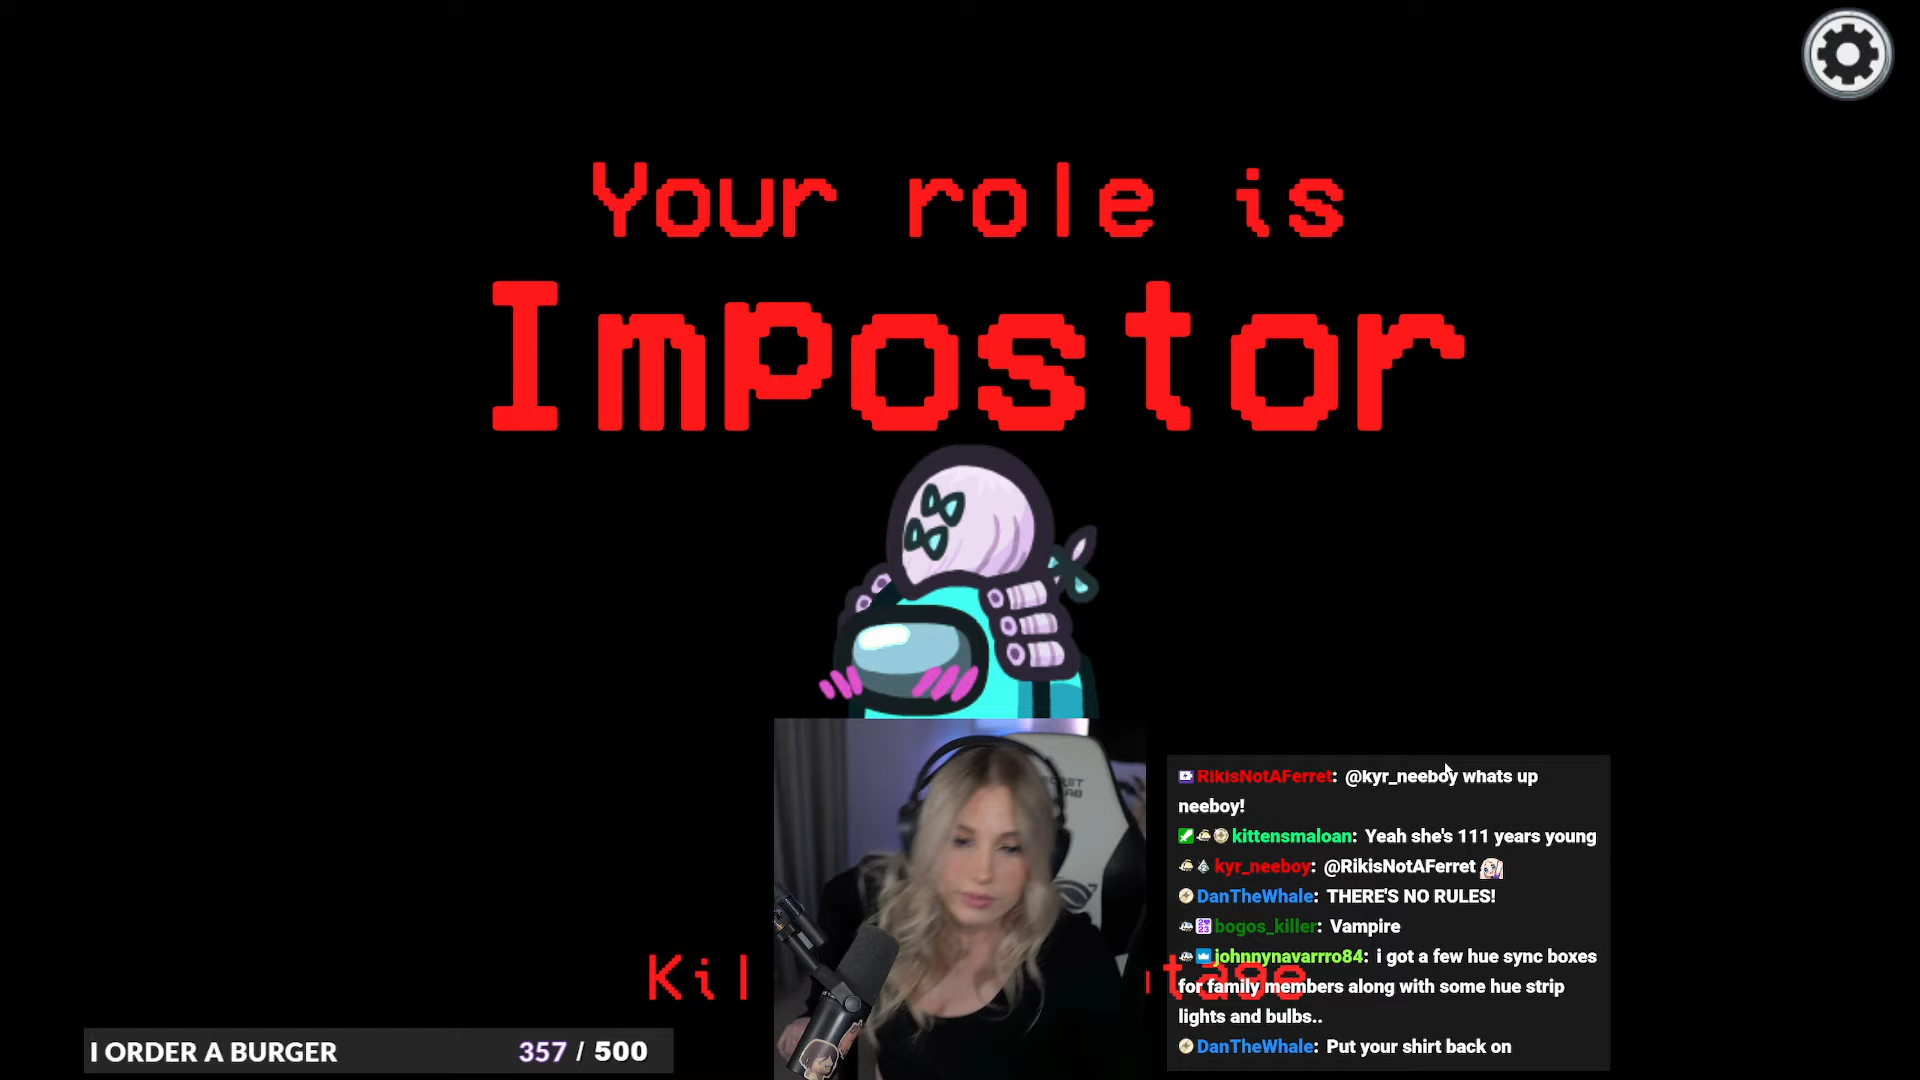 Your role is
Impostor
Kil tage
RikisNotAFerret: @kyr_neeboy whats up
neeboy!
kittensmaloan: Yeah she's 111 years young
kyr_neeboy: @RikisNotAFerret
DanTheWhale: THERE'S NO RULES!
bogos_killer: Vampire
johnnynavarrro84: i got a few hue sync boxes
for family members along with some hue strip
lights and bulbs..
DanTheWhale: Put your shirt back on
I ORDER A BURGER 357 / 500